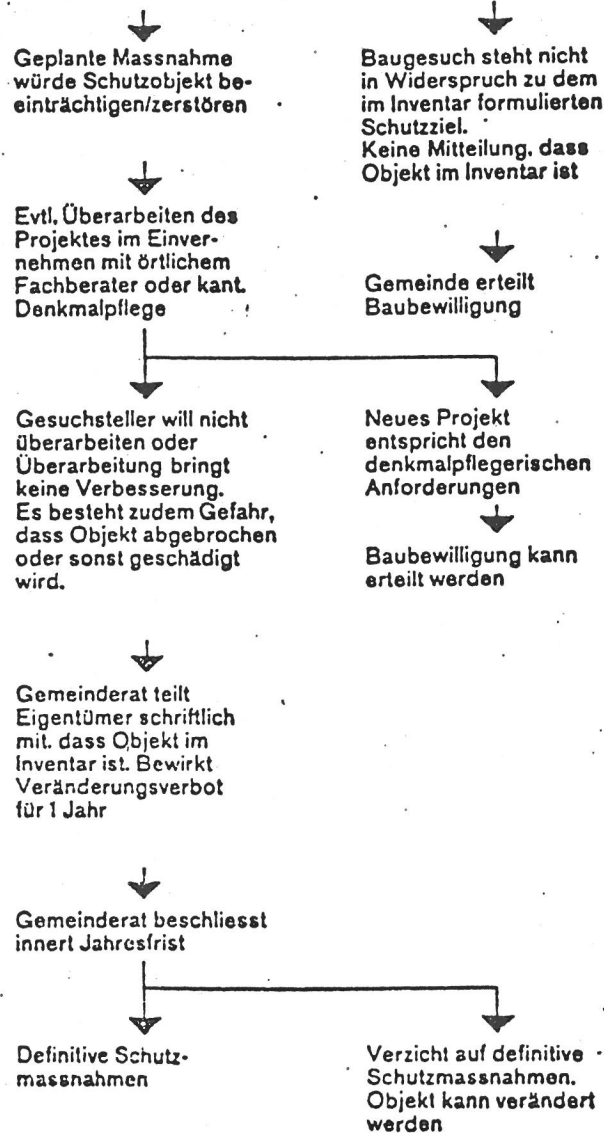 Geplante Massnahme
würde Schutzobjekt be-
einträchtigen/zerstören
Baugesuch steht nicht
in Widerspruch zu dem
im Inventar formulierten
Schutzziel.
Keine Mitteilung, dass
Objekt im Inventar ist
Evtl. Überarbeiten des
Projektes im Einver-
nehmen mit örtlichem
Fachberater oder kant.
Denkmalpflege
Gemeinde erteilt
Baubewilligung
Gesuchsteller will nicht
überarbeiten oder
Überarbeitung bringt
keine Verbesserung.
Es besteht zudem Gefahr,
dass Objekt abgebrochen
oder sonst geschädigt
wird.
Neues Projekt
entspricht den
denkmalpflegerischen
Anforderungen
Baubewilligung kann
erteilt werden
Gemeinderat teilt
Eigentümer schriftlich
mit, dass Objekt im
Inventar ist. Bewirkt
Veränderungsverbot
für 1 Jahr
Gemeinderat beschliesst
innert Jahresfrist
Definitive Schutz-
massnahmen
Verzicht auf definitive
Schutzmassnahmen.
Objekt kann verändert
werden